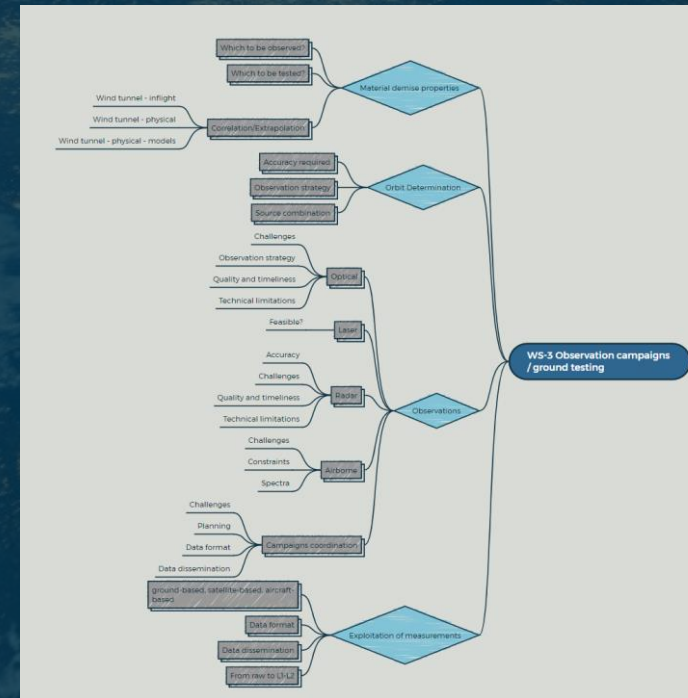 Which to be observed?
Which to be tested?
Material demise properties
Wind tunnel - inflight
Wind tunnel - physical
Correlation/Extrapolation
Wind tunnel - physical - models
Accuracy required
Observation strategy
Orbit Determination
Source combination
Challenges
Observation strategy
Optical
Quality and timeliness
Technical limitations
Feasible?
Laser
WS-3 Observation campaigns
/ ground testing
Accuracy
Challenges
Radar
Quality and timeliness
Observations
Technical limitations
Challenges
Constraints
Airborne
Spectra
Challenges
Planning
Campaigns coordination
Data format
Data dissemination
ground-based, satellite-based, aircraft-
based
Data format
Exploitation of measurements
Data dissemination
From raw to L1-L2